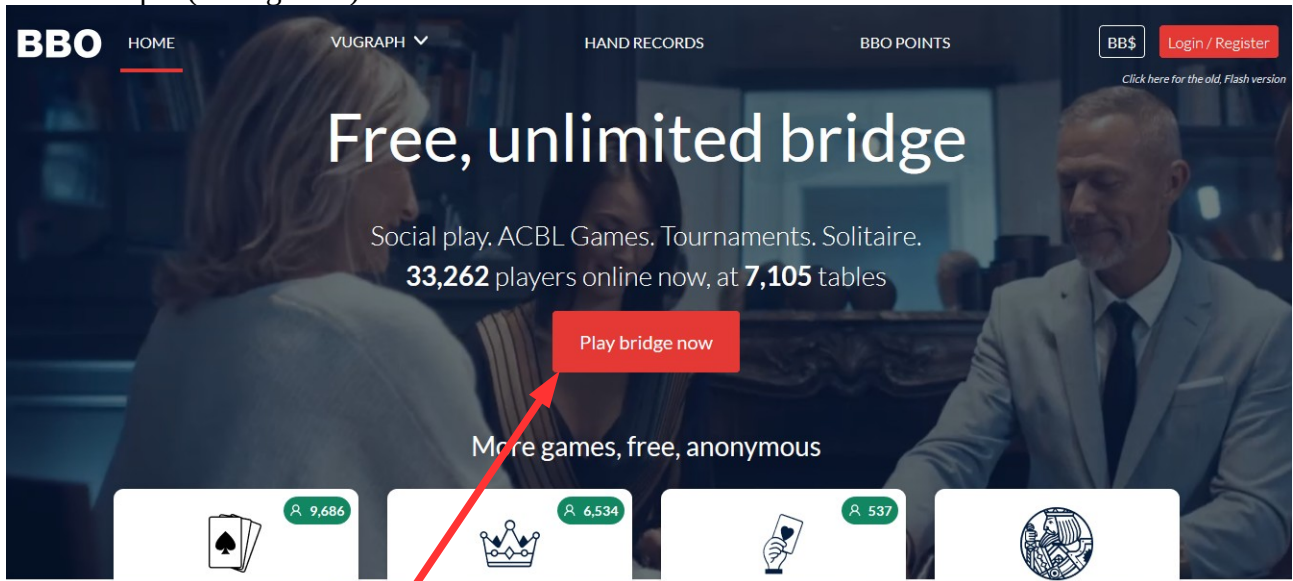 BBO HOME VUGRAPH HAND RECORDS BBO POINTS BB$ Login / Register
Click here for the old, Flash version
Free, unlimited bridge
Social play. ACBL Games. Tournaments. Solitaire.
33,262 players online now, at 7,105 tables
Play bridge now
More games, free, anonymous
9,686 6,534 537